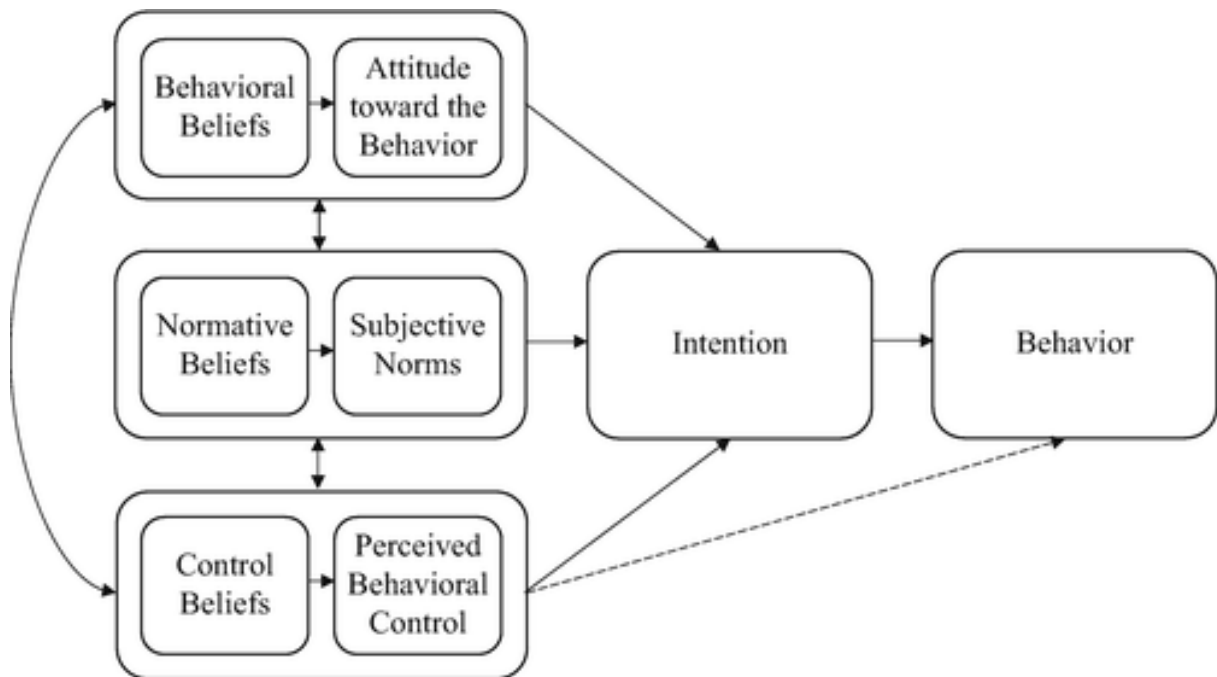 Behavioral
Beliefs
Attitude
toward the
Behavior
Normative
Beliefs
Subjective
Norms
Intention
Behavior
Control
Beliefs
Perceived
Behavioral
Control